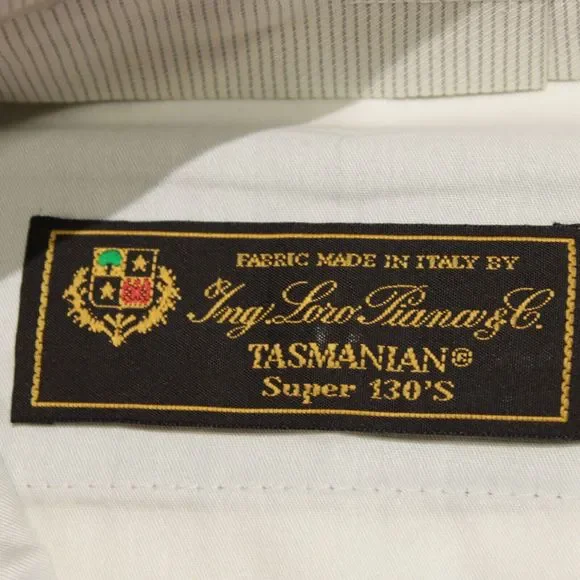 FABRIC MADE IN ITALY BY
Ing. Loro Piana & C.
TASMANIAN®
Super 130'S